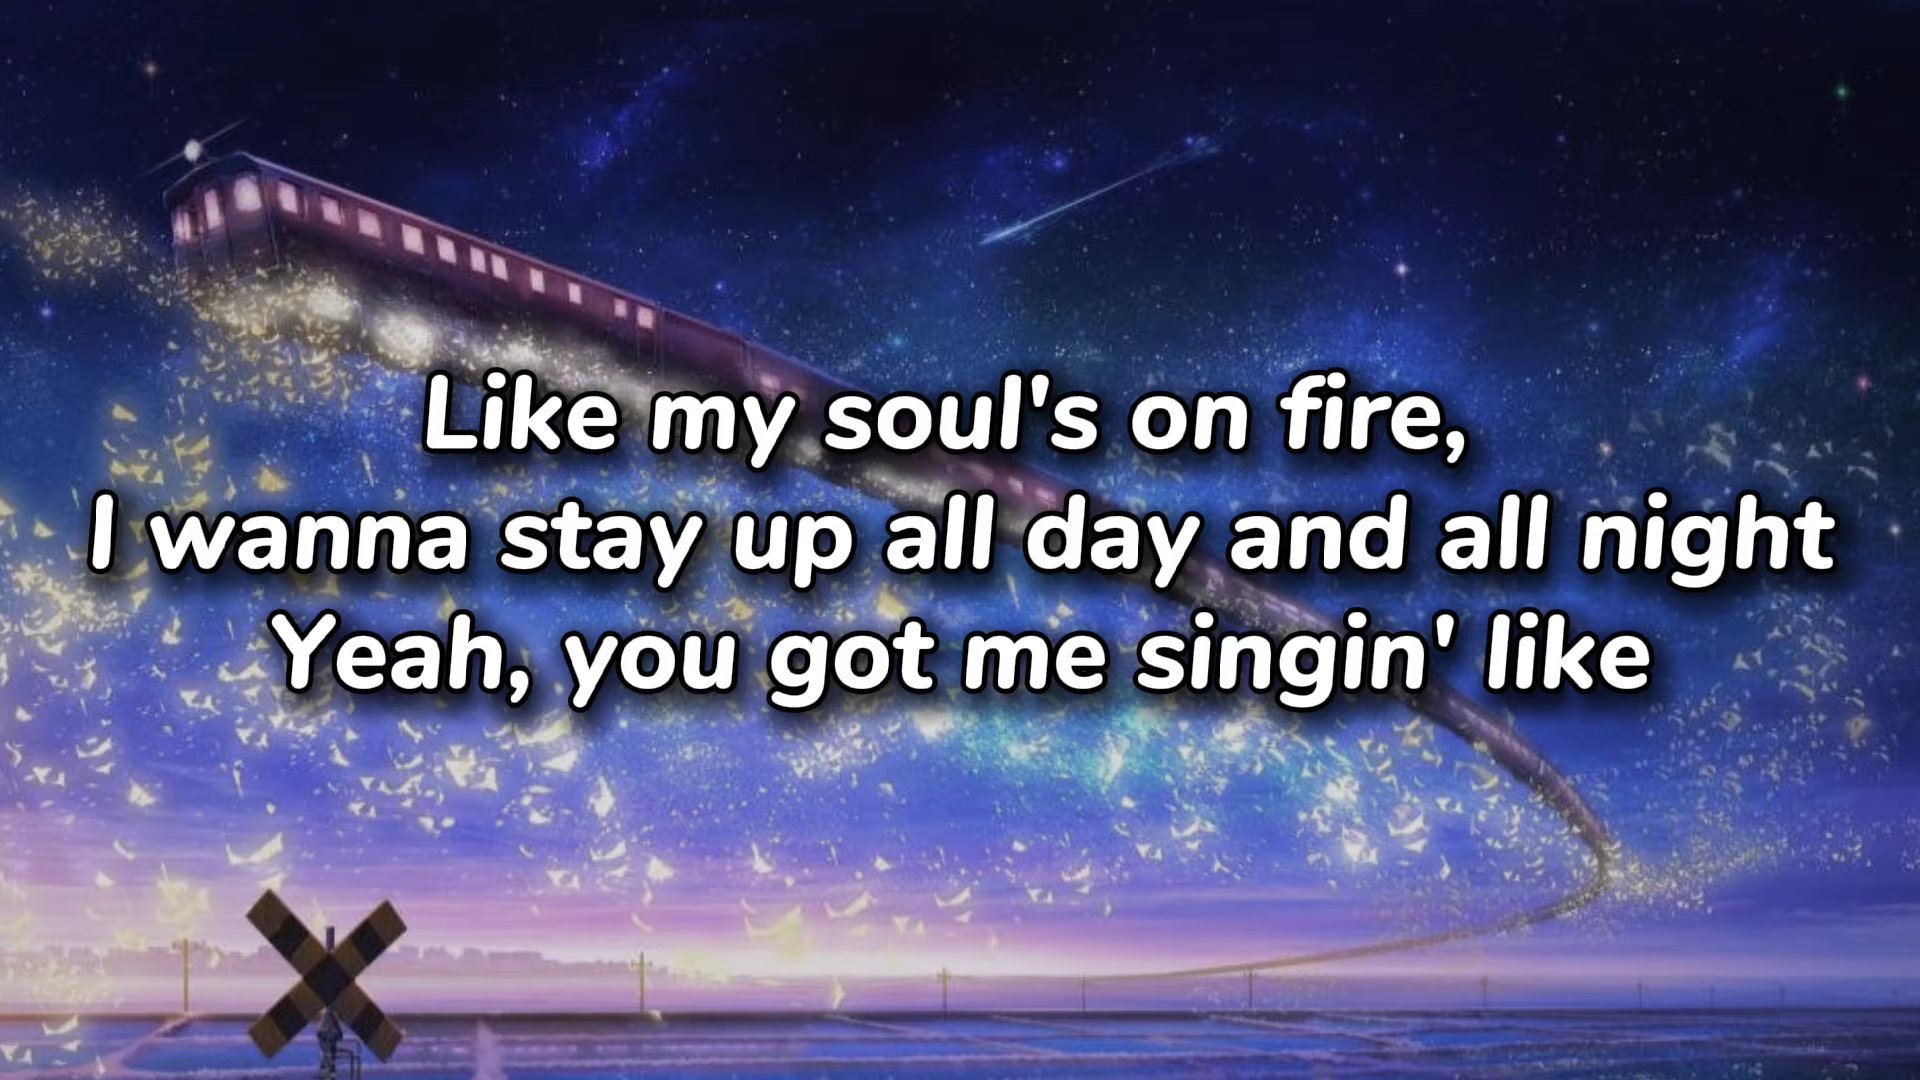 Like my soul's on fire,
I wanna stay up all day and all night
Yeah, you got me singin' like